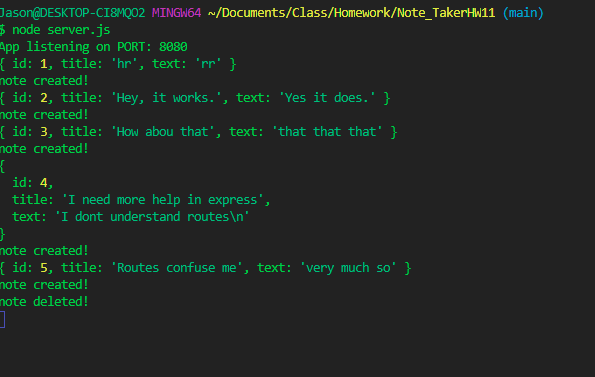 Jason@DESKTOP-CI8MQO2 MINGW64 ~/Documents/Class/Homework/Note_TakerHW11 (main)
$ node server.js
App listening on PORT: 8080
{ id: 1, title: 'hr', text: 'rr' }
note created!
{ id: 2, title: 'Hey, it works.', text: 'Yes it does.' }
note created!
{ id: 3, title: 'How abou that', text: 'that that that' }
note created!
{
  id: 4,
  title: 'I need more help in express',
  text: 'I dont understand routes\n'
}
note created!
{ id: 5, title: 'Routes confuse me', text: 'very much so' }
note created!
note deleted!